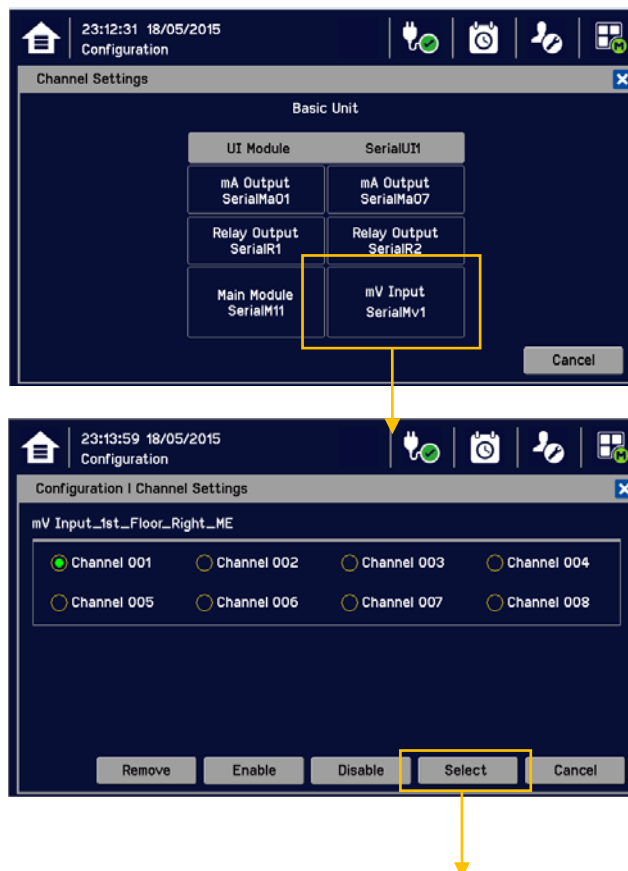 23:12:31 18/05/2015
Configuration
M
Channel Settings
Basic Unit
UI Module SerialUI1
mA Output mA Output
SerialMa01 SerialMa07
Relay Output Relay Output
SerialR1 SerialR2
Main Module mV Input
SerialM11 SerialMv1
Cancel
23:13:59 18/05/2015
Configuration
M
Configuration | Channel Settings
mV Input_1st_Floor_Right_ME
Channel 001 Channel 002 Channel 003 Channel 004
Channel 005 Channel 006 Channel 007 Channel 008
Remove Enable Disable Select Cancel